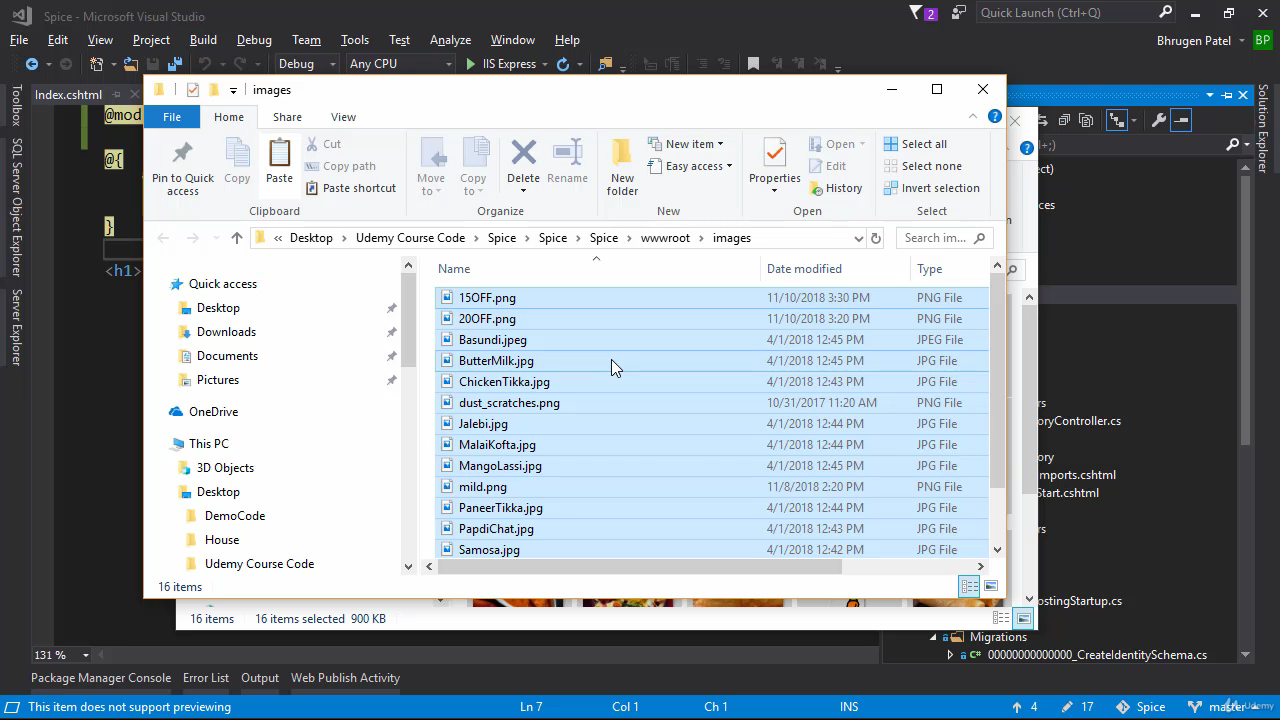 Spice - Microsoft Visual Studio
2
Quick Launch (Ctrl+Q)
File Edit View Project Build Debug Team Tools Test Analyze Window Help
Bhrugen Patel BP
Debug Any CPU IIS Express
Index.cshtml
Toolbox
SQL Server Object Explorer
Server Explorer
Solution Explorer
@mod
@{
}
<h1>
images
File Home Share View
Pin to Quick access
Copy
Paste
Cut
Copy path
Paste shortcut
Clipboard
Move to
Copy to
Delete
Rename
Organize
New folder
New item
Easy access
New
Properties
Open
Edit
History
Open
Select all
Select none
Invert selection
Select
« Desktop > Udemy Course Code > Spice > Spice > Spice > wwwroot > images
Search im...
Quick access
Desktop
Downloads
Documents
Pictures
OneDrive
This PC
3D Objects
Desktop
DemoCode
House
Udemy Course Code
Name Date modified Type
15OFF.png 11/10/2018 3:30 PM PNG File
20OFF.png 11/10/2018 3:20 PM PNG File
Basundi.jpeg 4/1/2018 12:45 PM JPEG File
ButterMilk.jpg 4/1/2018 12:45 PM JPG File
ChickenTikka.jpg 4/1/2018 12:43 PM JPG File
dust_scratches.png 10/31/2017 11:20 AM PNG File
Jalebi.jpg 4/1/2018 12:44 PM JPG File
MalaiKofta.jpg 4/1/2018 12:44 PM JPG File
MangoLassi.jpg 4/1/2018 12:45 PM JPG File
mild.png 11/8/2018 2:20 PM PNG File
PaneerTikka.jpg 4/1/2018 12:44 PM JPG File
PapdiChat.jpg 4/1/2018 12:43 PM JPG File
Samosa.jpg 4/1/2018 12:42 PM JPG File
16 items
16 items 16 items selected 900 KB
+;)
ect)
ces
n
rs
oryController.cs
ory
mports.cshtml
Start.cshtml
rs
ostingStartup.cs
Migrations
00000000000000_CreateIdentitySchema.cs
131 %
Package Manager Console Error List Output Web Publish Activity
This item does not support previewing Ln 7 Col 1 Ch 1 INS 4 17 Spice master
Udemy